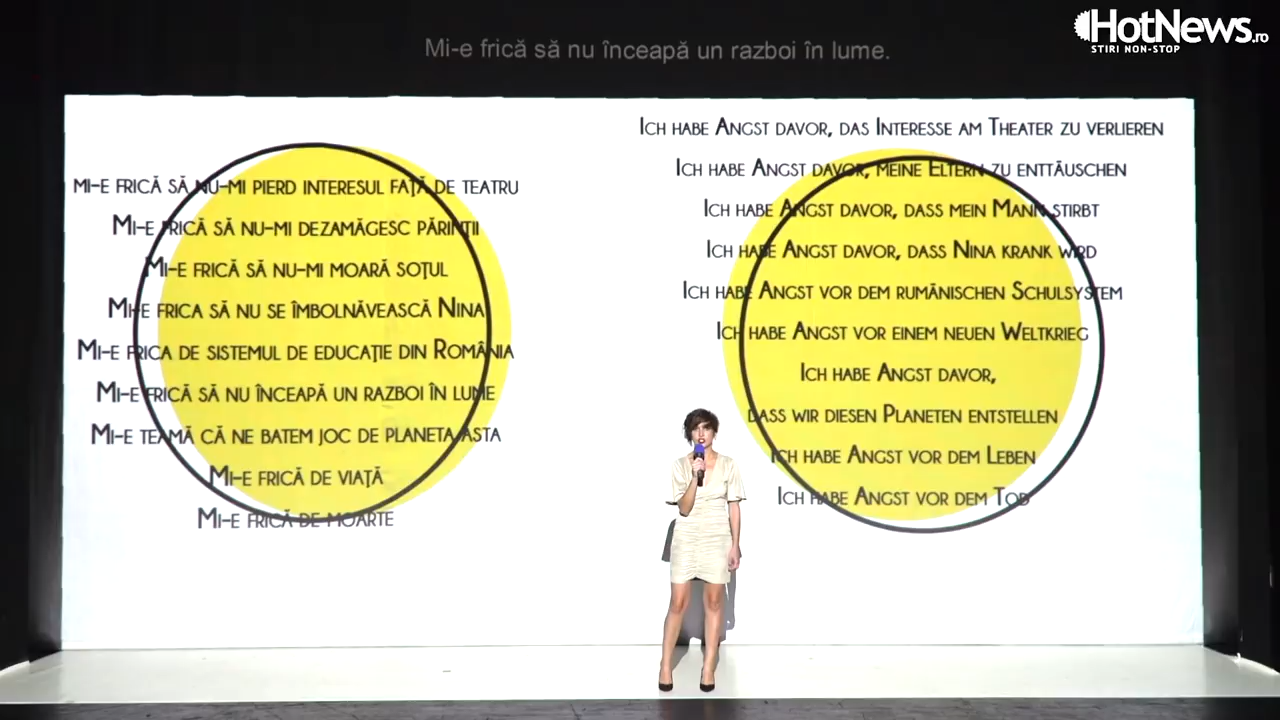 HotNews.ro
STIRI NON-STOP
Mi-e frică să nu înceapă un razboi în lume.
MI-E FRICĂ SĂ NU-MI PIERD INTERESUL FAȚĂ DE TEATRU
MI-E FRICĂ SĂ NU-MI DEZAMĂGESC PĂRINȚII
MI-E FRICĂ SĂ NU-MI MOARĂ SOȚUL
MI-E FRICA SĂ NU SE ÎMBOLNĂVEASCĂ NINA
MI-E FRICA DE SISTEMUL DE EDUCAȚIE DIN ROMÂNIA
MI-E FRICĂ SĂ NU ÎNCEAPĂ UN RAZBOI ÎN LUME
MI-E TEAMĂ CĂ NE BATEM JOC DE PLANETA ASTA
MI-E FRICĂ DE VIAȚĂ
MI-E FRICĂ DE MOARTE
ICH HABE ANGST DAVOR, DAS INTERESSE AM THEATER ZU VERLIEREN
ICH HABE ANGST DAVOR, MEINE ELTERN ZU ENTTÄUSCHEN
ICH HABE ANGST DAVOR, DASS MEIN MANN STIRBT
ICH HABE ANGST DAVOR, DASS NINA KRANK WIRD
ICH HABE ANGST VOR DEM RUMÄNISCHEN SCHULSYSTEM
ICH HABE ANGST VOR EINEM NEUEN WELTKRIEG
ICH HABE ANGST DAVOR,
DASS WIR DIESEN PLANETEN ENTSTELLEN
ICH HABE ANGST VOR DEM LEBEN
ICH HABE ANGST VOR DEM TOD